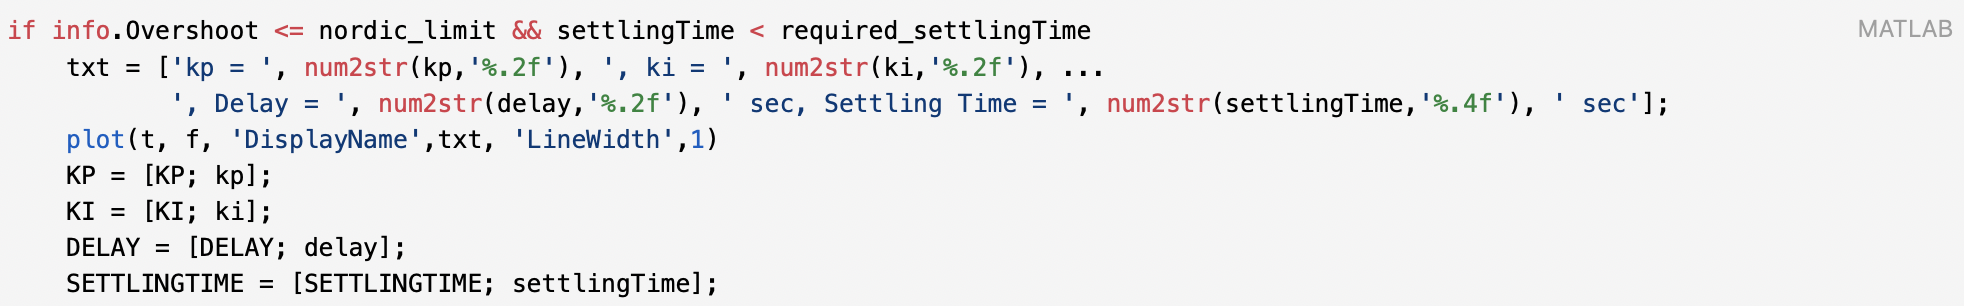 if info.Overshoot <= nordic_limit && settlingTime < required_settlingTime
MATLAB
    txt = ['kp = ', num2str(kp,'%.2f'), ', ki = ', num2str(ki,'%.2f'), ...
           ', Delay = ', num2str(delay,'%.2f'), ' sec, Settling Time = ', num2str(settlingTime,'%.4f'), ' sec'];
    plot(t, f, 'DisplayName',txt, 'LineWidth',1)
    KP = [KP; kp];
    KI = [KI; ki];
    DELAY = [DELAY; delay];
    SETTLINGTIME = [SETTLINGTIME; settlingTime];